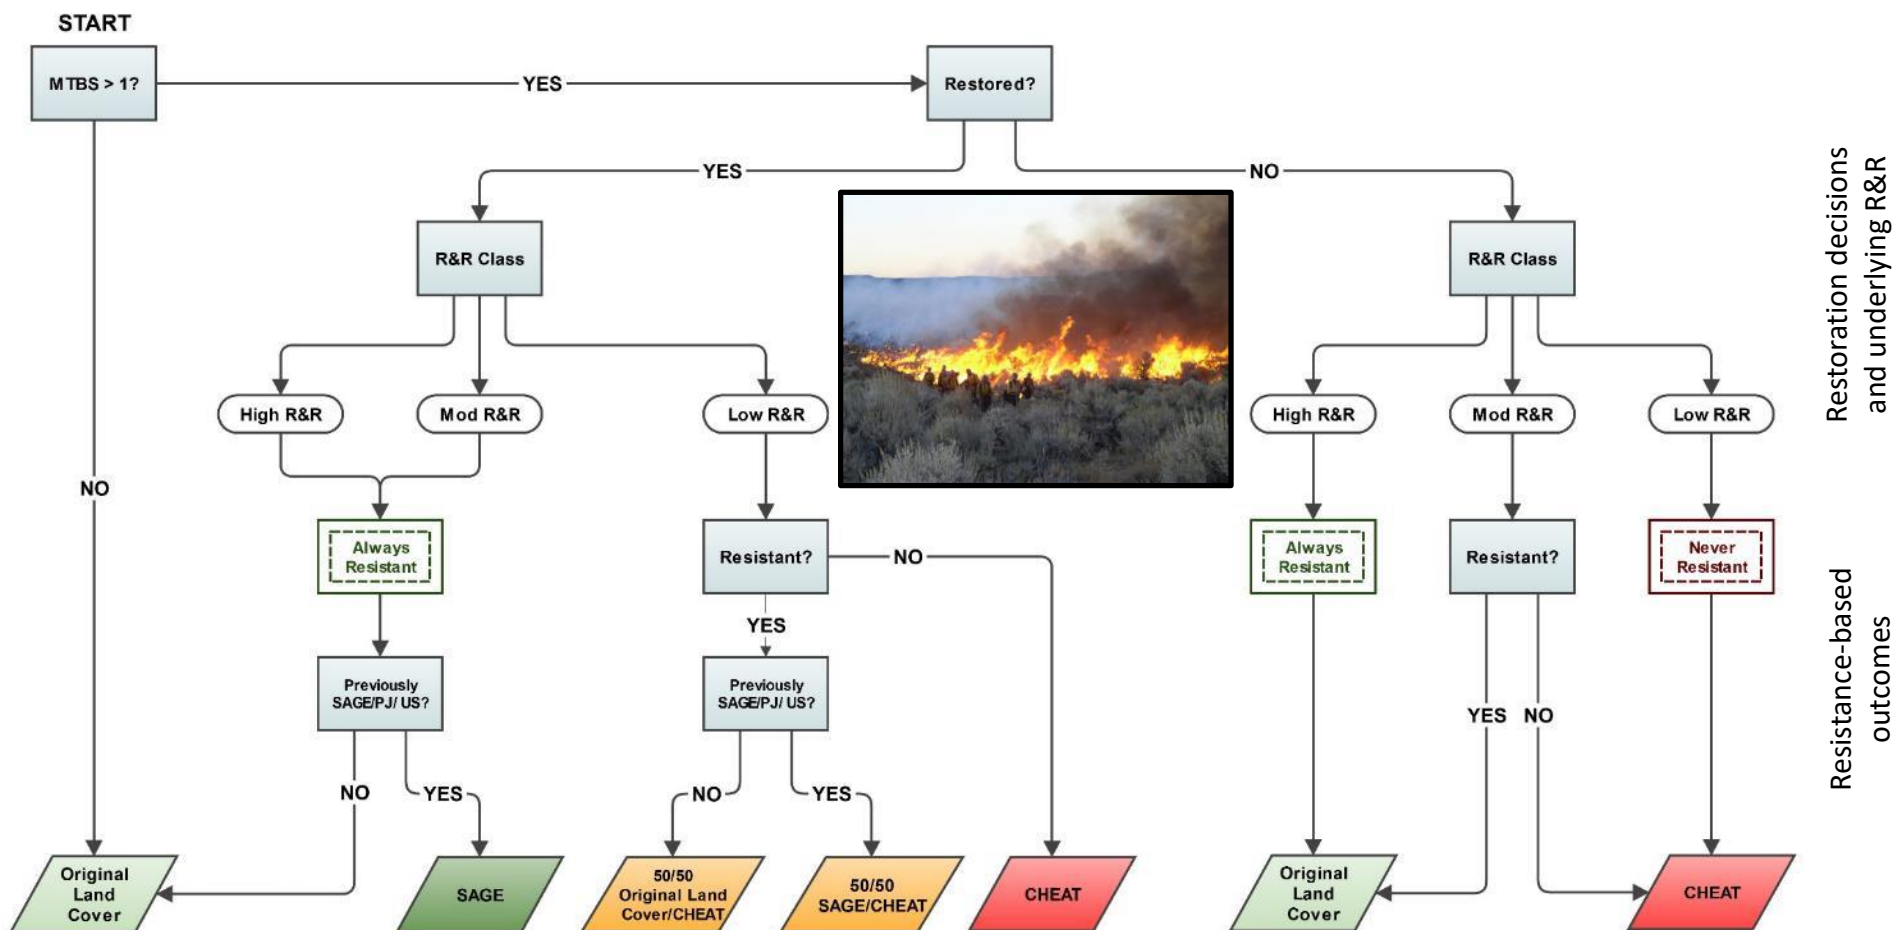 START
MTBS > 1?
YES
Restored?
YES
NO
R&R Class
R&R Class
High R&R
Mod R&R
Low R&R
High R&R
Mod R&R
Low R&R
NO
Always
Resistant
Resistant?
NO
Always
Resistant
Resistant?
Never
Resistant
YES
Previously
SAGE/PJ/ US?
Previously
SAGE/PJ/ US?
YES
NO
NO
YES
NO
YES
Original
Land
Cover
SAGE
50/50
Original Land
Cover/CHEAT
50/50
SAGE/CHEAT
CHEAT
Original
Land
Cover
CHEAT
Restoration decisions
and underlying R&R
Resistance-based
outcomes